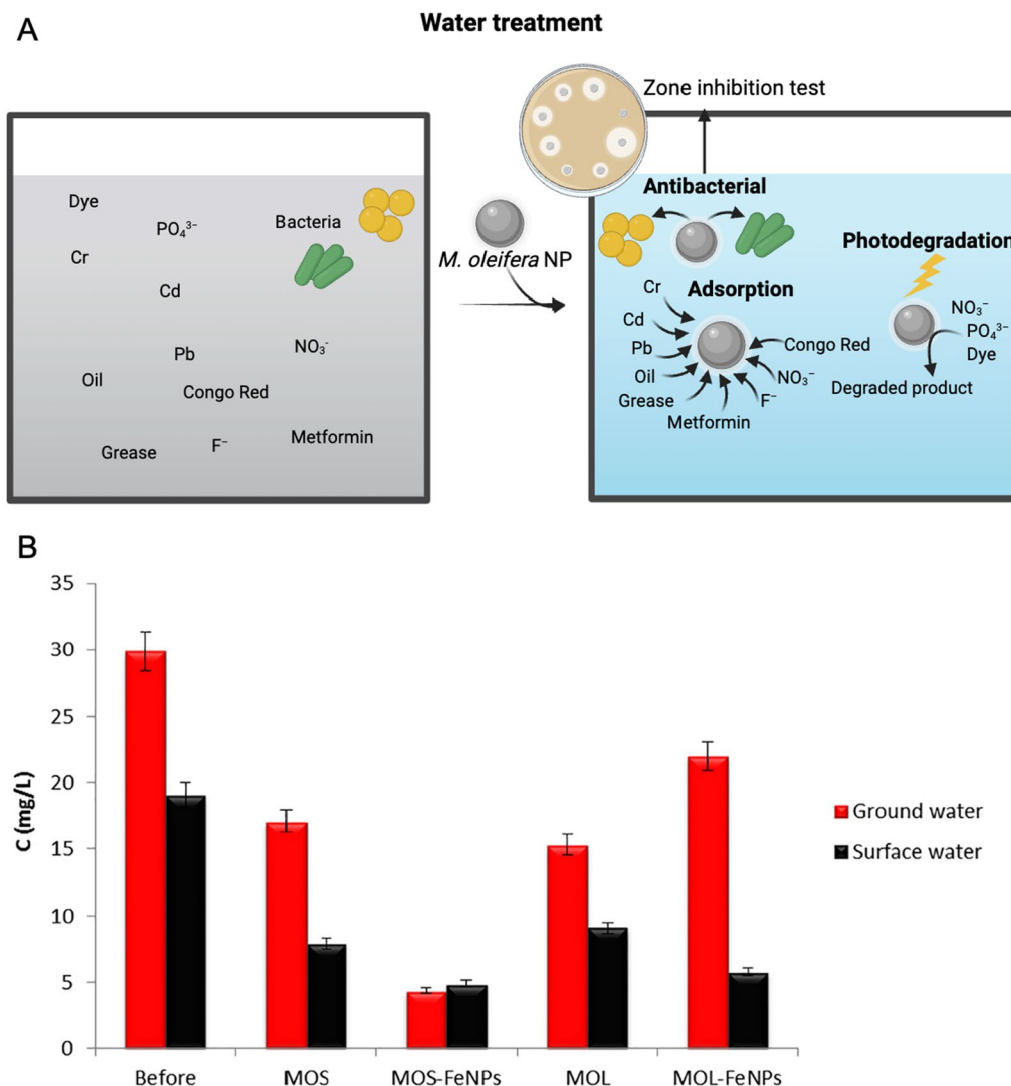 A
Water treatment
Zone inhibition test
Dye
PO₄³⁻
Bacteria
Cr
Cd
Pb
NO₃⁻
Oil
Congo Red
Grease
F⁻
Metformin
M. oleifera NP
Antibacterial
Adsorption
Cr
Cd
Pb
Oil
Grease
Metformin
F⁻
NO₃⁻
Congo Red
Photodegradation
NO₃⁻
PO₄³⁻
Dye
Degraded product
B
C (mg/L)
35
30
25
20
15
10
5
0
Before
MOS
MOS-FeNPs
MOL
MOL-FeNPs
Ground water
Surface water